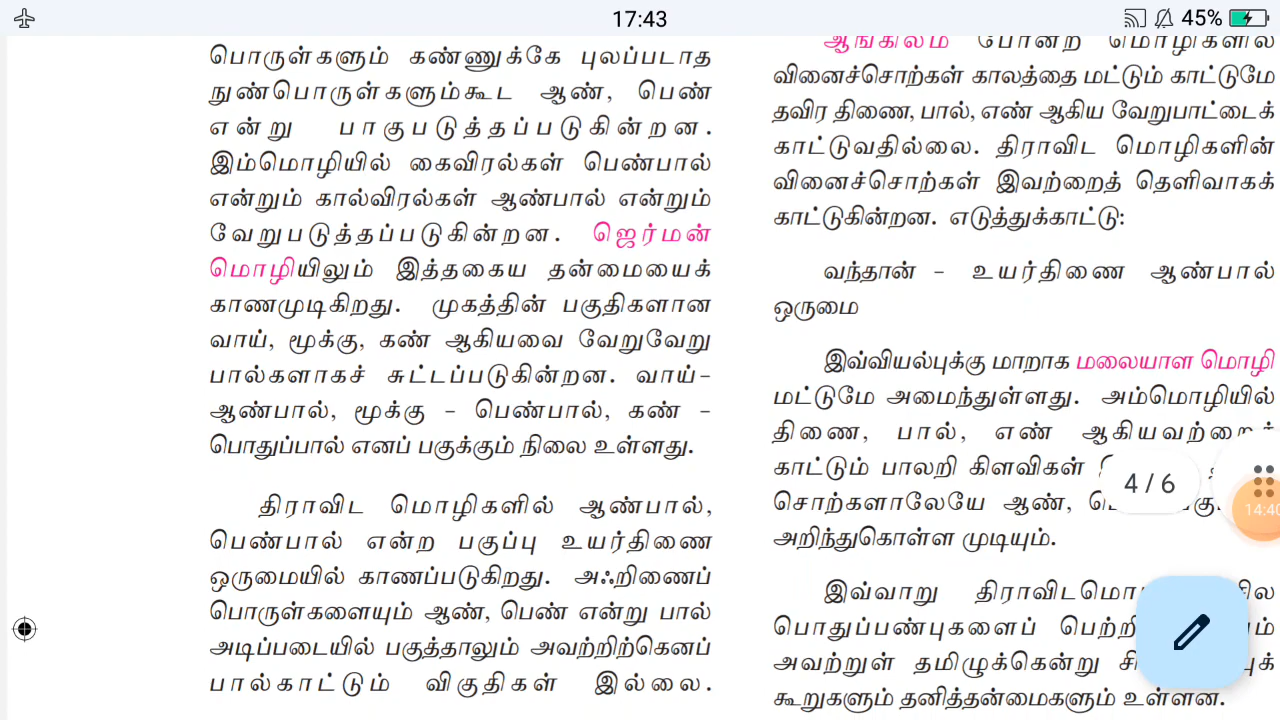 17:43
45%
பொருள்களும் கண்ணுக்கே புலப்படாத
நுண்பொருள்களும்கூட ஆண், பெண்
என்று பாகுபடுத்தப்படுகின்றன.
இம்மொழியில் கைவிரல்கள் பெண்பால்
என்றும் கால்விரல்கள் ஆண்பால் என்றும்
வேறுபடுத்தப்படுகின்றன. ஜெர்மன்
மொழியிலும் இத்தகைய தன்மையைக்
காணமுடிகிறது. முகத்தின் பகுதிகளான
வாய், மூக்கு, கண் ஆகியவை வேறுவேறு
பால்களாகச் சுட்டப்படுகின்றன. வாய்-
ஆண்பால், மூக்கு - பெண்பால், கண் -
பொதுப்பால் எனப் பகுக்கும் நிலை உள்ளது.
திராவிட மொழிகளில் ஆண்பால்,
பெண்பால் என்ற பகுப்பு உயர்திணை
ஒருமையில் காணப்படுகிறது. அஃறிணைப்
பொருள்களையும் ஆண், பெண் என்று பால்
அடிப்படையில் பகுத்தாலும் அவற்றிற்கெனப்
பால்காட்டும் விகுதிகள் இல்லை.
ஆங்கிலம் போன்ற மொழிகளில்
வினைச்சொற்கள் காலத்தை மட்டும் காட்டுமே
தவிர திணை, பால், எண் ஆகிய வேறுபாட்டைக்
காட்டுவதில்லை. திராவிட மொழிகளின்
வினைச்சொற்கள் இவற்றைத் தெளிவாகக்
காட்டுகின்றன. எடுத்துக்காட்டு:
வந்தான் - உயர்திணை ஆண்பால்
ஒருமை
இவ்வியல்புக்கு மாறாக மலையாள மொழி
மட்டுமே அமைந்துள்ளது. அம்மொழியில்
திணை, பால், எண் ஆகியவற்றைக்
காட்டும் பாலறி கிளவிகள்
சொற்களாலேயே ஆண்,
அறிந்துகொள்ள முடியும்.
இவ்வாறு
பொதுப்பண்புகளைப்
அவற்றுள் தமிழுக்கென்று
கூறுகளும் தனித்தன்மைகளும் உள்ளன.
4 / 6
14:40